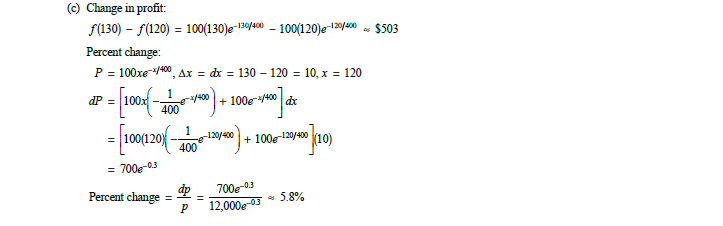 (c) Change in profit:
f(130) − f(120) = 100(130)e^−130/400 − 100(120)e^−120/400 ≈ $503
Percent change:
P = 100xe^−x/400, Δx = dx = 130 − 120 = 10, x = 120
dP = [100x(−1/400 e^−x/400) + 100e^−x/400] dx
= [100(120)(−1/400 e^−120/400) + 100e^−120/400](10)
= 700e^−0.3
Percent change = dp/p = 700e^−0.3/12,000e^−0.3 ≈ 5.8%